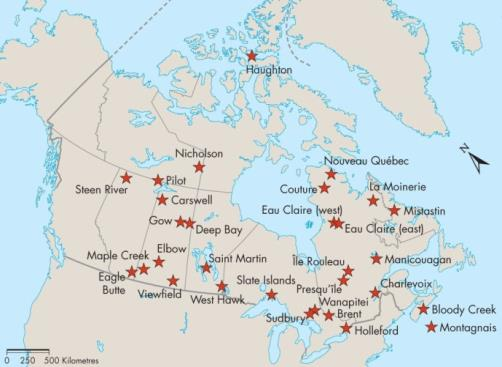 Haughton
Nicholson
Nouveau Québec
Steen River
Pilot
Couture
La Moinerie
Carswell
Eau Claire (west)
Mistastin
Gow
Deep Bay
Eau Claire (east)
Maple Creek
Elbow
Saint Martin
Île Rouleau
Manicouagan
Eagle
Butte
Viewfield
West Hawk
Slate Islands
Presqu'île
Charlevoix
Wanapitei
Sudbury
Brent
Holleford
Bloody Creek
Montagnais
N
0 250 500 Kilometres